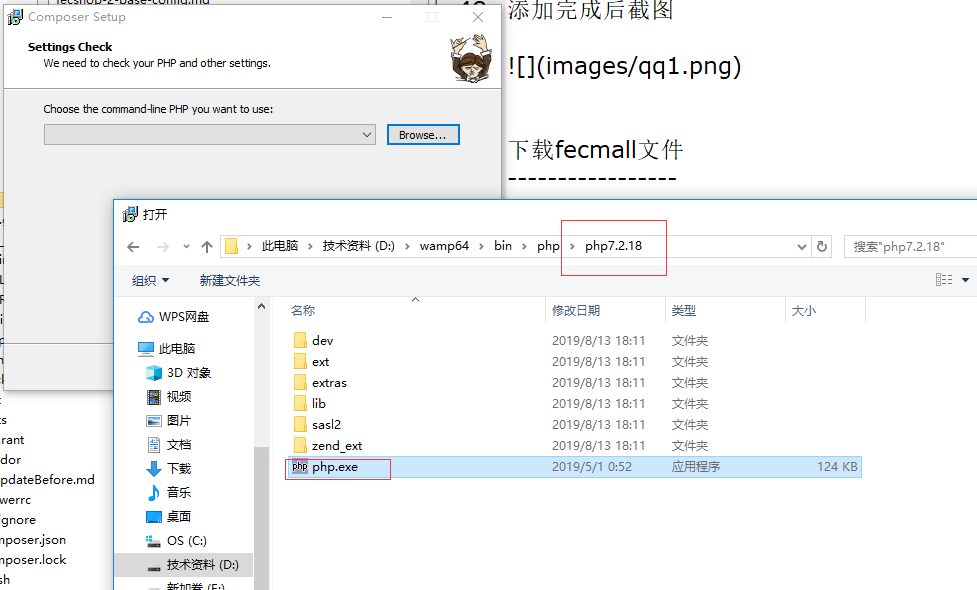 fecshop-2-base-config.md
Composer Setup
Settings Check
We need to check your PHP and other settings.
Choose the command-line PHP you want to use:
Browse...
添加完成后截图
![](images/qq1.png)
下载fecmall文件
-----------------
打开
此电脑 › 技术资料 (D:) › wamp64 › bin › php › php7.2.18
搜索"php7.2.18"
组织
新建文件夹
WPS网盘
此电脑
3D 对象
视频
图片
文档
下载
音乐
桌面
OS (C:)
技术资料 (D:)
新加卷 (E:)
名称 修改日期 类型 大小
dev 2019/8/13 18:11 文件夹
ext 2019/8/13 18:11 文件夹
extras 2019/8/13 18:11 文件夹
lib 2019/8/13 18:11 文件夹
sasl2 2019/8/13 18:11 文件夹
zend_ext 2019/8/13 18:11 文件夹
php php.exe 2019/5/1 0:52 应用程序 124 KB
rant
dor
pdateBefore.md
werrc
ignore
mposer.json
mposer.lock
sh